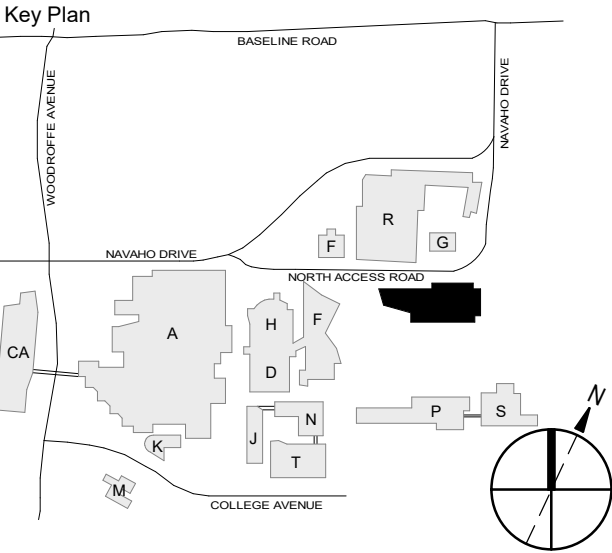 Key Plan
BASELINE ROAD
WOODROFFE AVENUE
NAVAHO DRIVE
R
F
G
NAVAHO DRIVE
NORTH ACCESS ROAD
H
F
A
CA
D
N
P
S
N
J
K
T
M
COLLEGE AVENUE